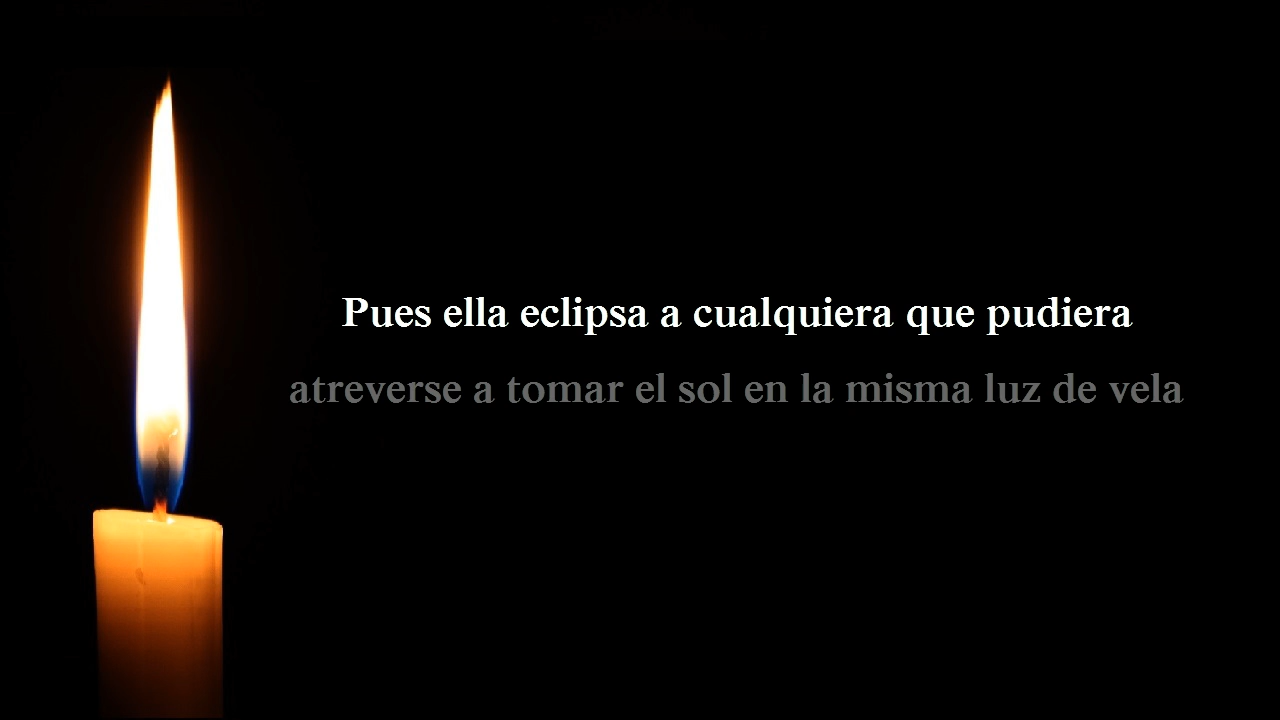 Pues ella eclipsa a cualquiera que pudiera
atreverse a tomar el sol en la misma luz de vela